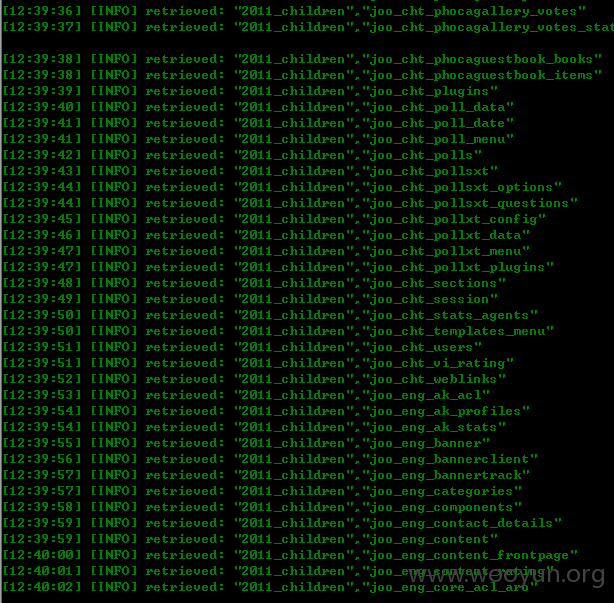 [12:39:36] [INFO] retrieved: "2011_children","joo_cht_phocagallery_votes"
[12:39:37] [INFO] retrieved: "2011_children","joo_cht_phocagallery_votes_stat
[12:39:38] [INFO] retrieved: "2011_children","joo_cht_phocaguestbook_books"
[12:39:38] [INFO] retrieved: "2011_children","joo_cht_phocaguestbook_items"
[12:39:39] [INFO] retrieved: "2011_children","joo_cht_plugins"
[12:39:40] [INFO] retrieved: "2011_children","joo_cht_poll_data"
[12:39:41] [INFO] retrieved: "2011_children","joo_cht_poll_date"
[12:39:41] [INFO] retrieved: "2011_children","joo_cht_poll_menu"
[12:39:42] [INFO] retrieved: "2011_children","joo_cht_polls"
[12:39:43] [INFO] retrieved: "2011_children","joo_cht_pollsxt"
[12:39:44] [INFO] retrieved: "2011_children","joo_cht_pollsxt_options"
[12:39:44] [INFO] retrieved: "2011_children","joo_cht_pollsxt_questions"
[12:39:45] [INFO] retrieved: "2011_children","joo_cht_pollxt_config"
[12:39:46] [INFO] retrieved: "2011_children","joo_cht_pollxt_data"
[12:39:47] [INFO] retrieved: "2011_children","joo_cht_pollxt_menu"
[12:39:47] [INFO] retrieved: "2011_children","joo_cht_pollxt_plugins"
[12:39:48] [INFO] retrieved: "2011_children","joo_cht_sections"
[12:39:49] [INFO] retrieved: "2011_children","joo_cht_session"
[12:39:50] [INFO] retrieved: "2011_children","joo_cht_stats_agents"
[12:39:50] [INFO] retrieved: "2011_children","joo_cht_templates_menu"
[12:39:51] [INFO] retrieved: "2011_children","joo_cht_users"
[12:39:51] [INFO] retrieved: "2011_children","joo_cht_vi_rating"
[12:39:52] [INFO] retrieved: "2011_children","joo_cht_weblinks"
[12:39:53] [INFO] retrieved: "2011_children","joo_eng_ak_acl"
[12:39:54] [INFO] retrieved: "2011_children","joo_eng_ak_profiles"
[12:39:54] [INFO] retrieved: "2011_children","joo_eng_ak_stats"
[12:39:55] [INFO] retrieved: "2011_children","joo_eng_banner"
[12:39:56] [INFO] retrieved: "2011_children","joo_eng_bannerclient"
[12:39:57] [INFO] retrieved: "2011_children","joo_eng_bannertrack"
[12:39:57] [INFO] retrieved: "2011_children","joo_eng_categories"
[12:39:58] [INFO] retrieved: "2011_children","joo_eng_components"
[12:39:59] [INFO] retrieved: "2011_children","joo_eng_contact_details"
[12:39:59] [INFO] retrieved: "2011_children","joo_eng_content"
[12:40:00] [INFO] retrieved: "2011_children","joo_eng_content_frontpage"
[12:40:01] [INFO] retrieved: "2011_children","joo_eng_content_rating"
[12:40:02] [INFO] retrieved: "2011_children","joo_eng_core_acl_aro"
www.wooyun.org